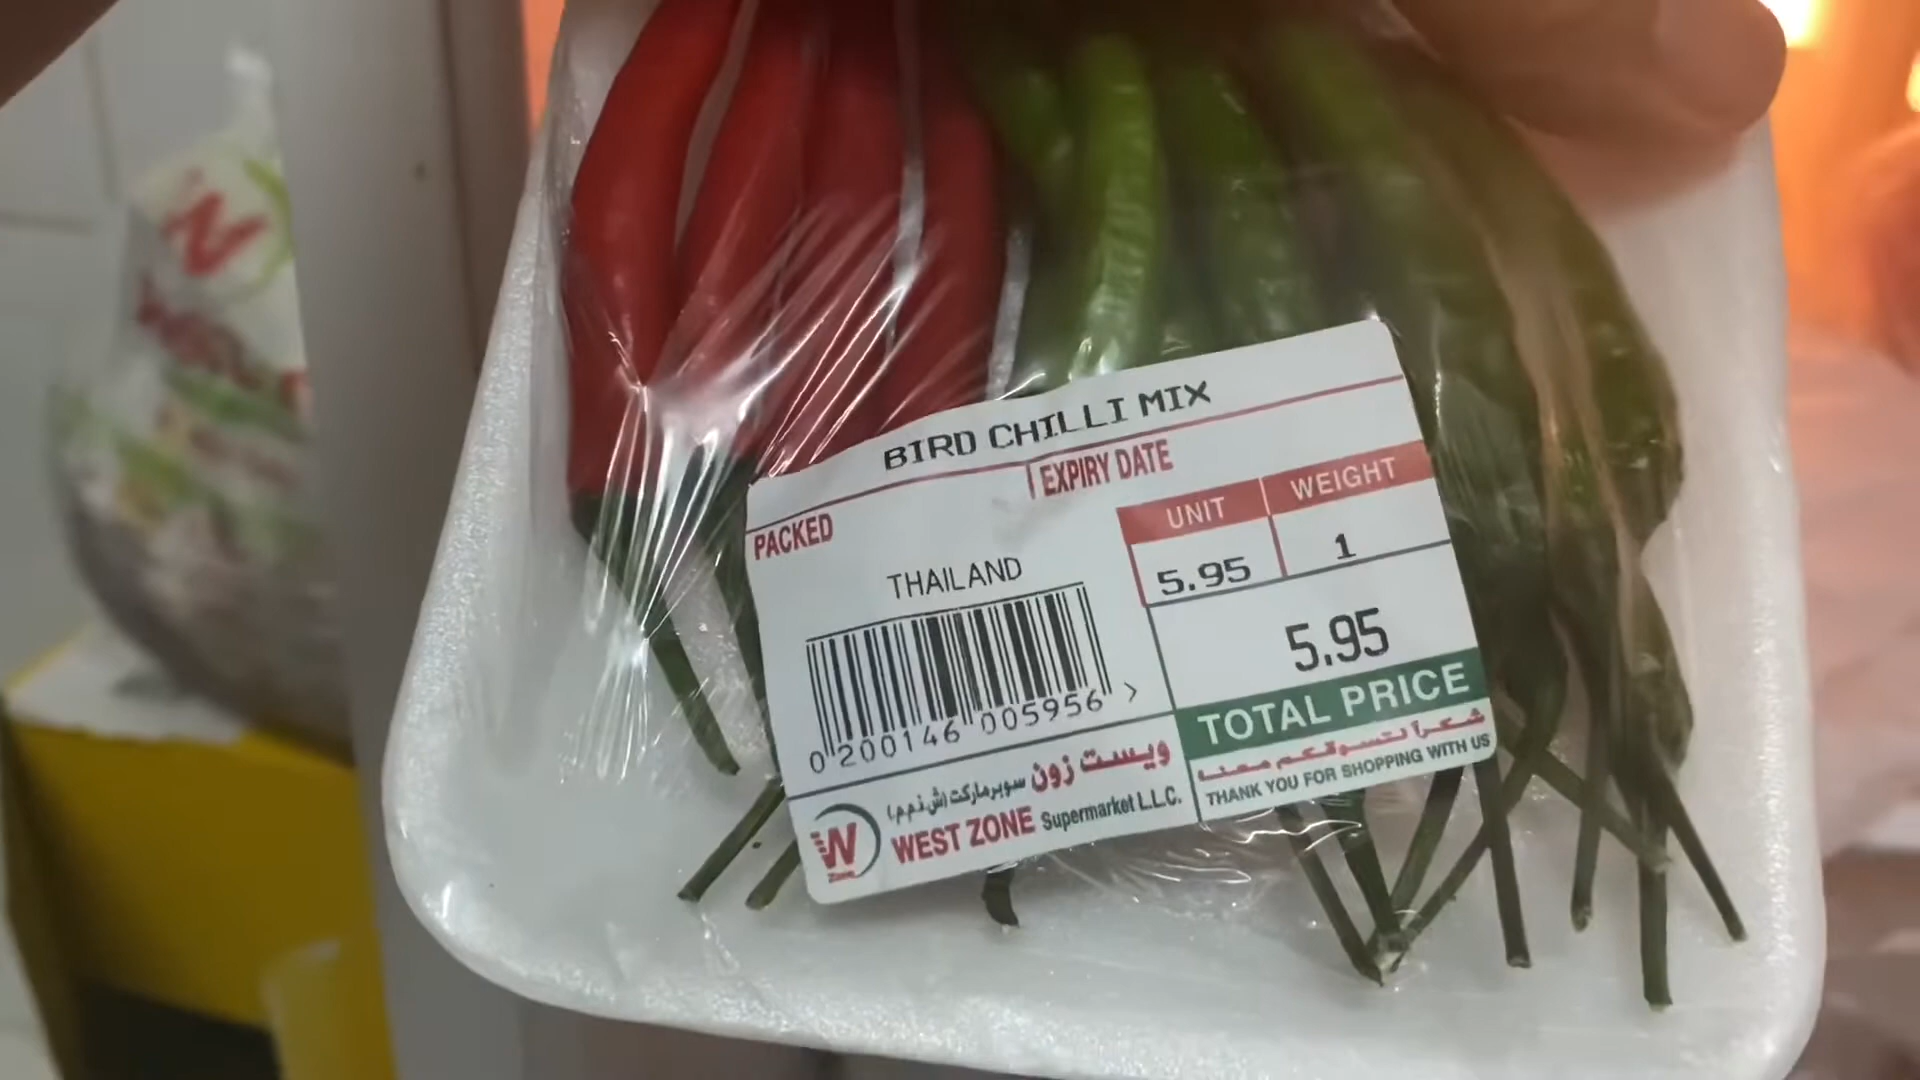 BIRD CHILLI MIX
EXPIRY DATE
PACKED
UNIT WEIGHT
5.95 1
THAILAND
5.95
0 200146 005956 >
TOTAL PRICE
شكراً لتسوقكم معنا
THANK YOU FOR SHOPPING WITH US
ويست زون سوبرماركت (ش.ذ.م.م)
WEST ZONE Supermarket L.L.C.
W
Zone